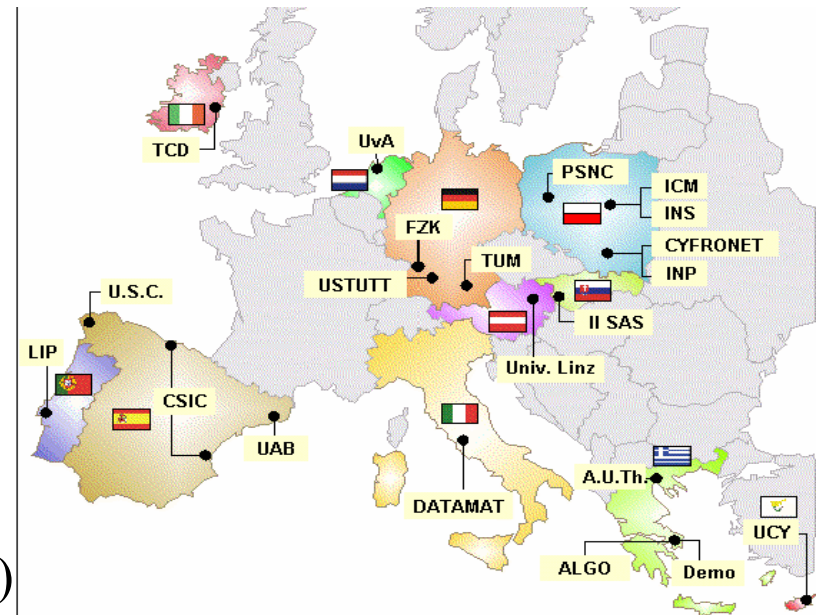 TCD
UvA
PSNC
ICM
INS
FZK
CYFRONET
TUM
INP
USTUTT
U.S.C.
II SAS
LIP
Univ. Linz
CSIC
UAB
A.U.Th.
DATAMAT
UCY
ALGO
Demo
)